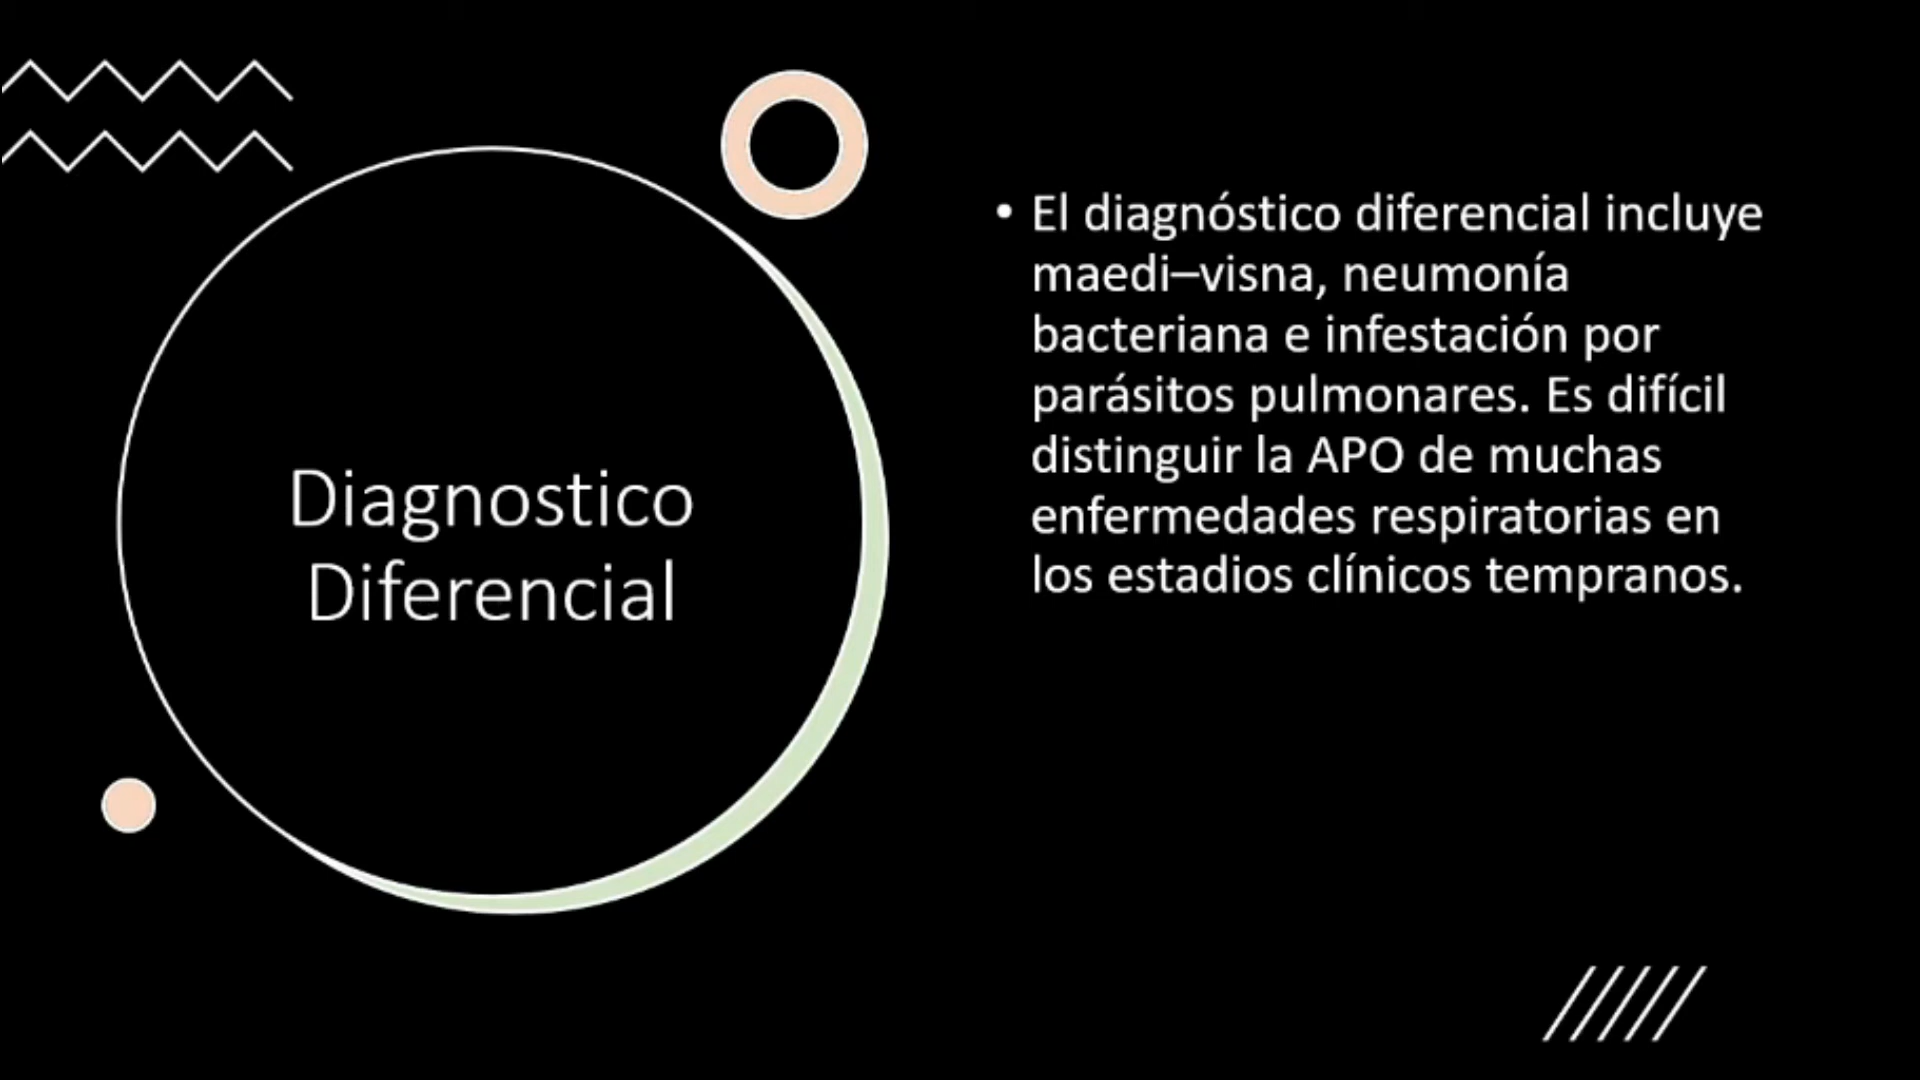 Diagnostico
Diferencial
• El diagnóstico diferencial incluye
maedi–visna, neumonía
bacteriana e infestación por
parásitos pulmonares. Es difícil
distinguir la APO de muchas
enfermedades respiratorias en
los estadios clínicos tempranos.